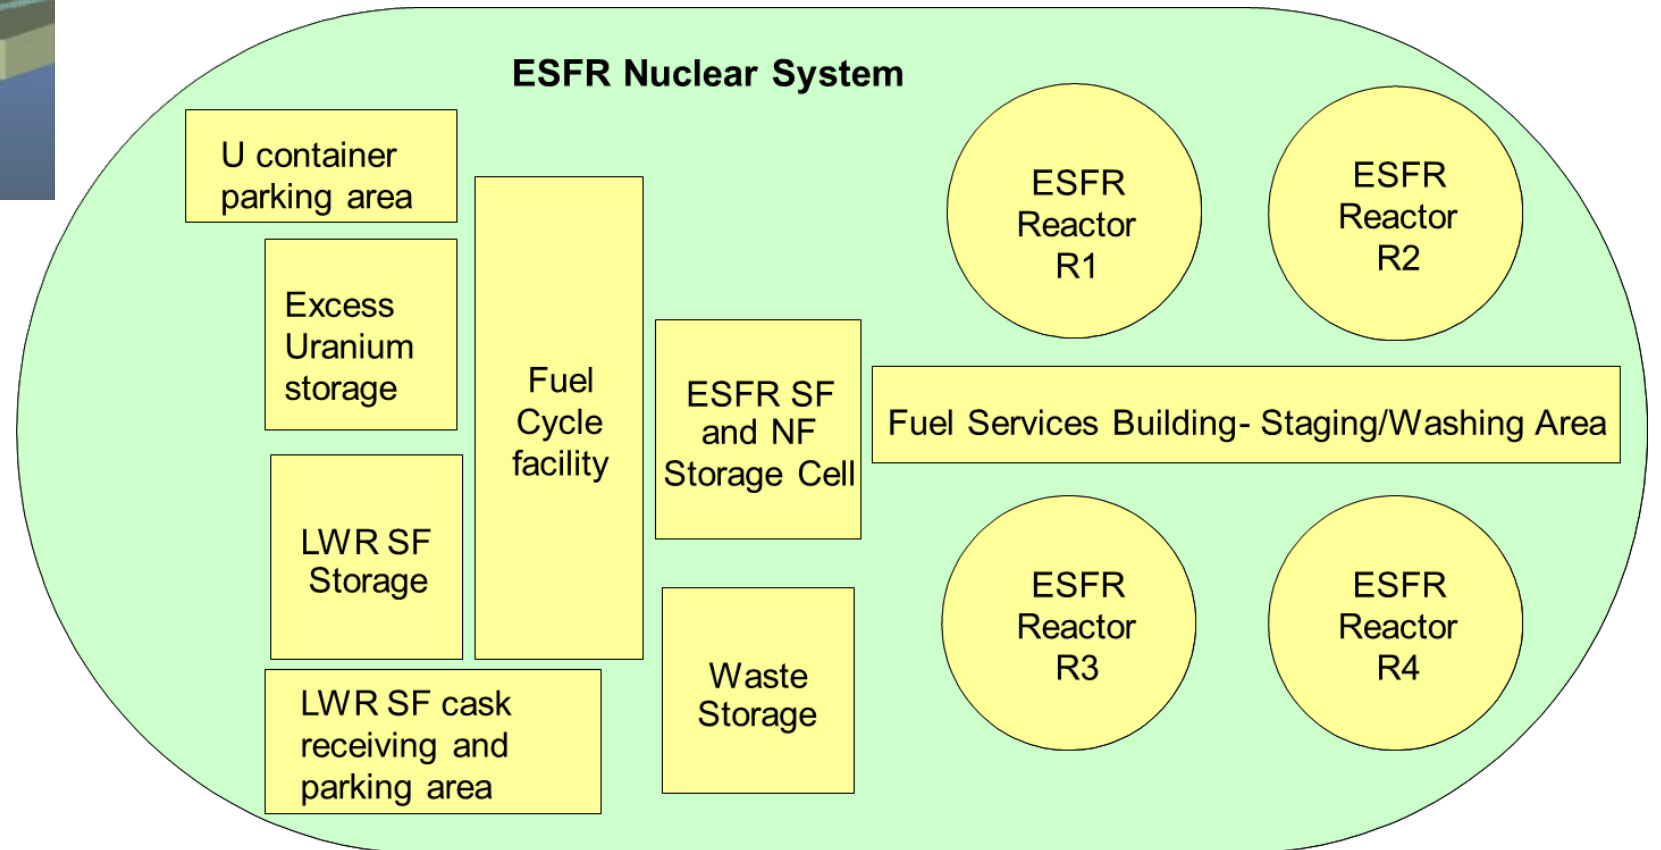 ESFR Nuclear System
U container
parking area
Excess
Uranium
storage
LWR SF
Storage
LWR SF cask
receiving and
parking area
Fuel
Cycle
facility
ESFR SF
and NF
Storage Cell
Waste
Storage
ESFR
Reactor
R1
ESFR
Reactor
R2
Fuel Services Building- Staging/Washing Area
ESFR
Reactor
R3
ESFR
Reactor
R4